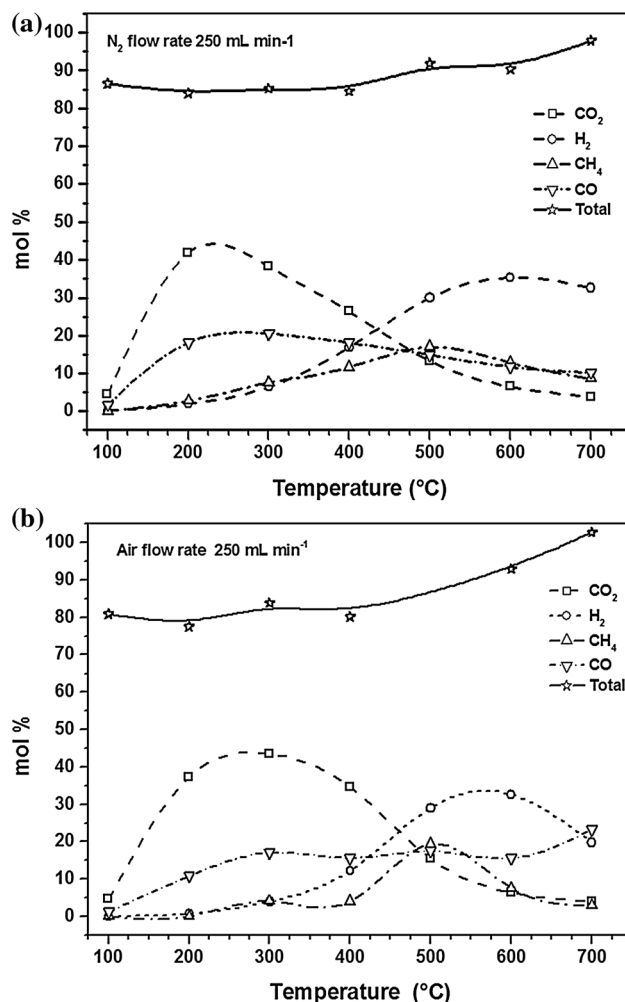 (a)
N₂ flow rate 250 mL min-1
100
90
80
70
60
50
40
30
20
10
0
mol %
CO₂
H₂
CH₄
CO
Total
100 200 300 400 500 600 700
Temperature (°C)
(b)
Air flow rate 250 mL min⁻¹
100
90
80
70
60
50
40
30
20
10
0
mol %
CO₂
H₂
CH₄
CO
Total
100 200 300 400 500 600 700
Temperature (°C)